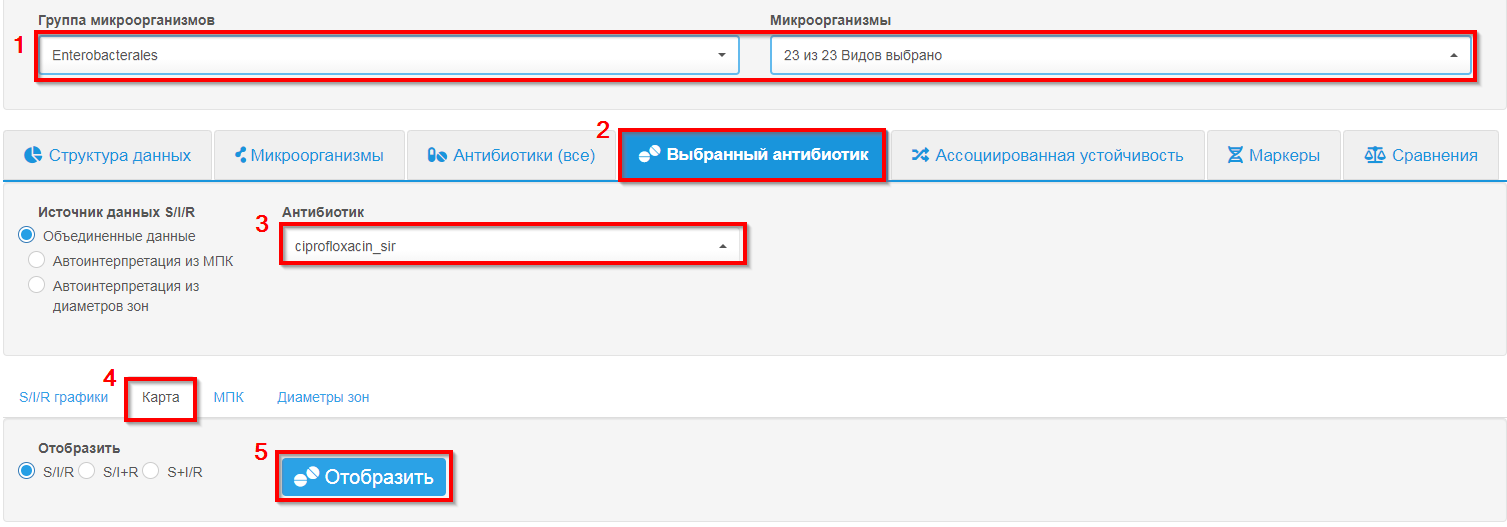 Группа микроорганизмов Микроорганизмы
1 Enterobacterales 23 из 23 Видов выбрано
2
Структура данных Микроорганизмы Антибиотики (все) Выбранный антибиотик Ассоциированная устойчивость Маркеры Сравнения
Источник данных S/I/R Антибиотик
3
Объединенные данные ciprofloxacin_sir
Автоинтерпретация из МПК
Автоинтерпретация из
диаметров зон
4
S/I/R графики Карта МПК Диаметры зон
Отобразить
5
S/I/R S/I+R S+I/R Отобразить